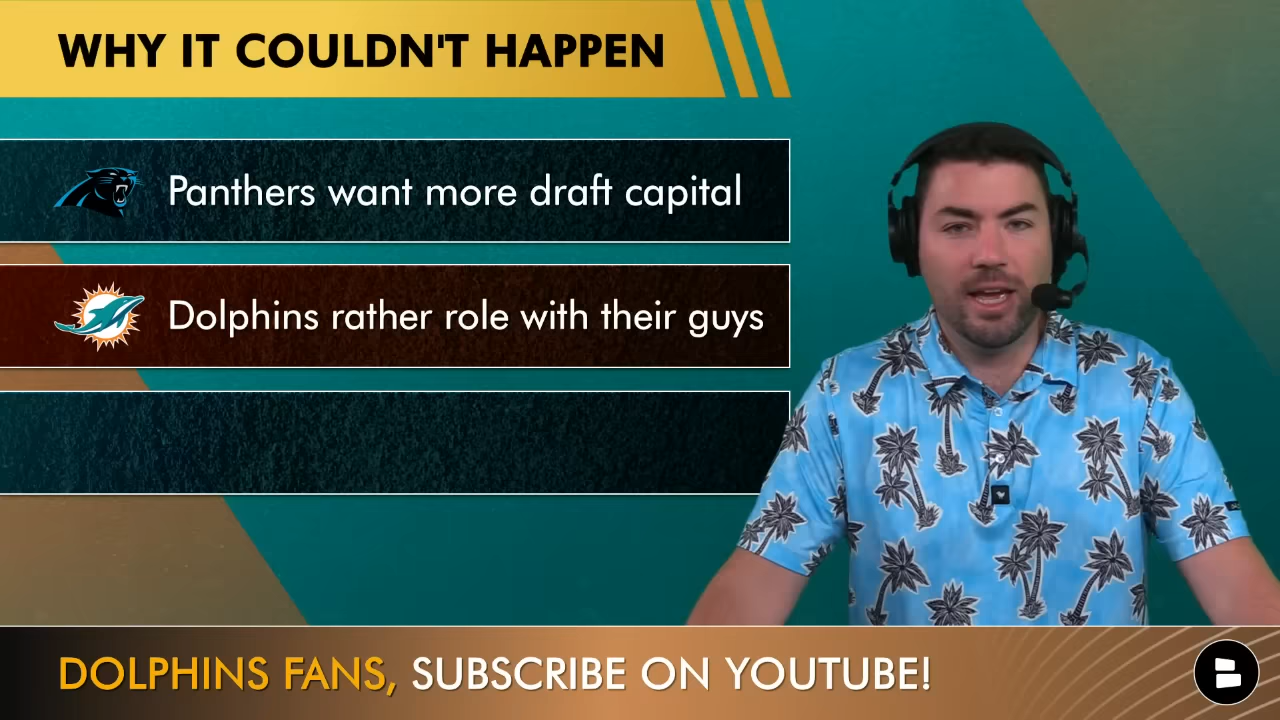 WHY IT COULDN'T HAPPEN
Panthers want more draft capital
Dolphins rather role with their guys
DOLPHINS FANS, SUBSCRIBE ON YOUTUBE!